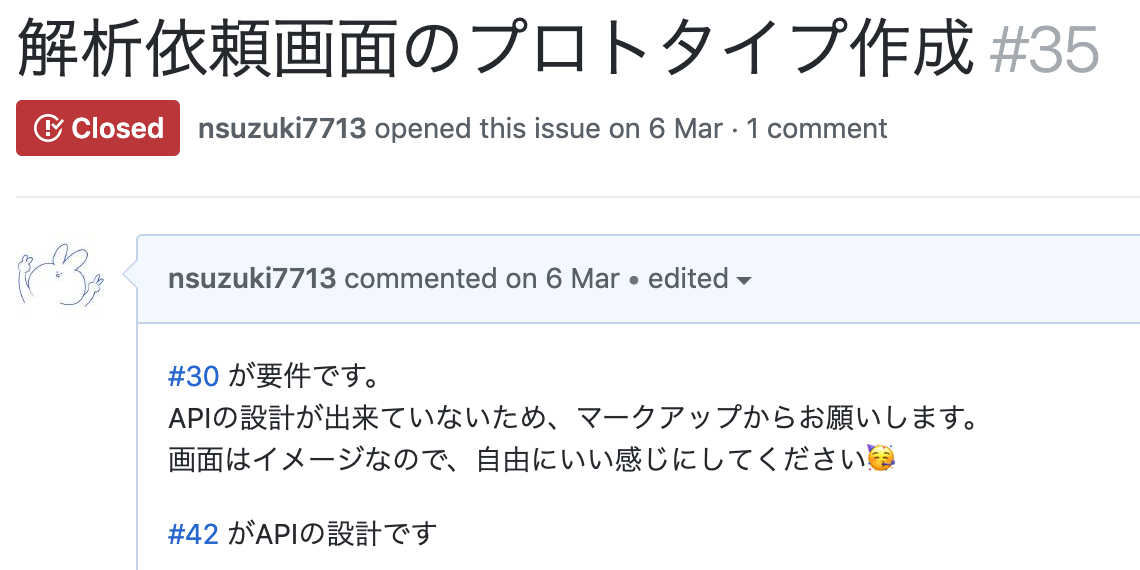 解析依頼画面のプロトタイプ作成 #35
Closed nsuzuki7713 opened this issue on 6 Mar · 1 comment
nsuzuki7713 commented on 6 Mar • edited
#30 が要件です。
APIの設計が出来ていないため、マークアップからお願いします。
画面はイメージなので、自由にいい感じにしてください🥳
#42 がAPIの設計です